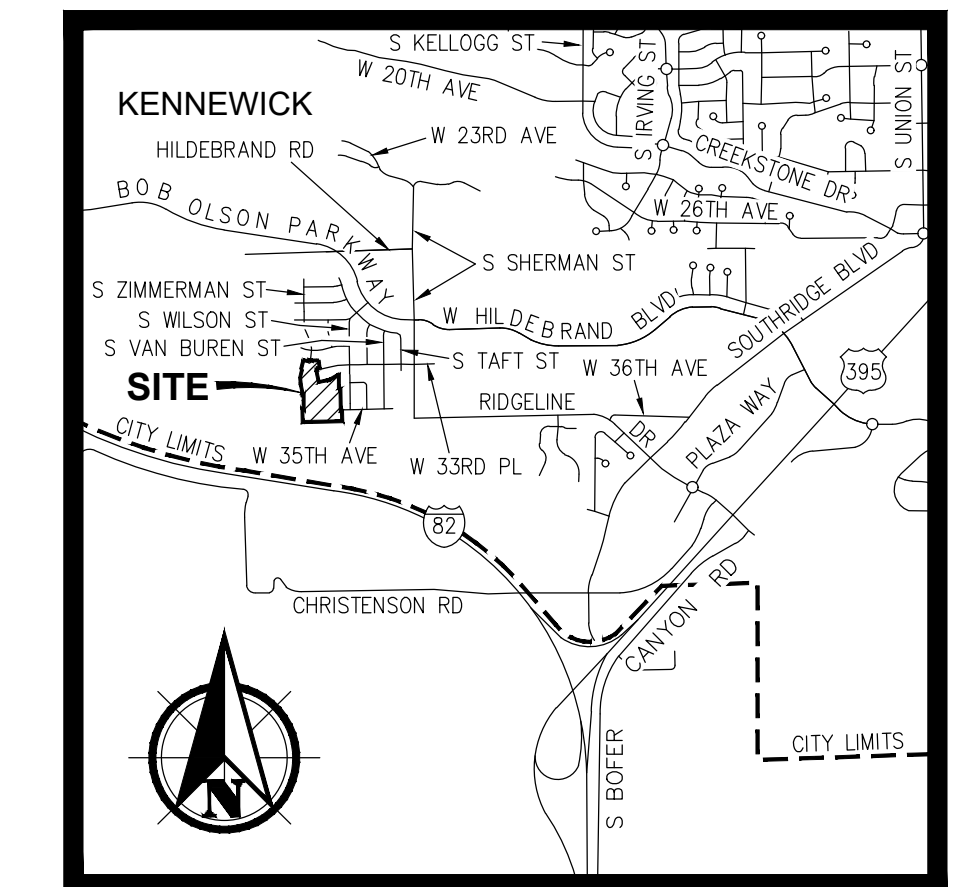 S KELLOGG ST
W 20TH AVE
S IRVING ST
S UNION ST
KENNEWICK
W 23RD AVE
HILDEBRAND RD
CREEKSTONE DR
BOB OLSON PARKWAY
W 26TH AVE
S SHERMAN ST
S ZIMMERMAN ST
S WILSON ST
W HILDEBRAND BLVD
SOUTHRIDGE BLVD
S VAN BUREN ST
S TAFT ST
W 36TH AVE
395
SITE
RIDGELINE DR
PLAZA WAY
CITY LIMITS
W 35TH AVE
W 33RD PL
82
CHRISTENSON RD
CANYON RD
S BOFER
CITY LIMITS
N